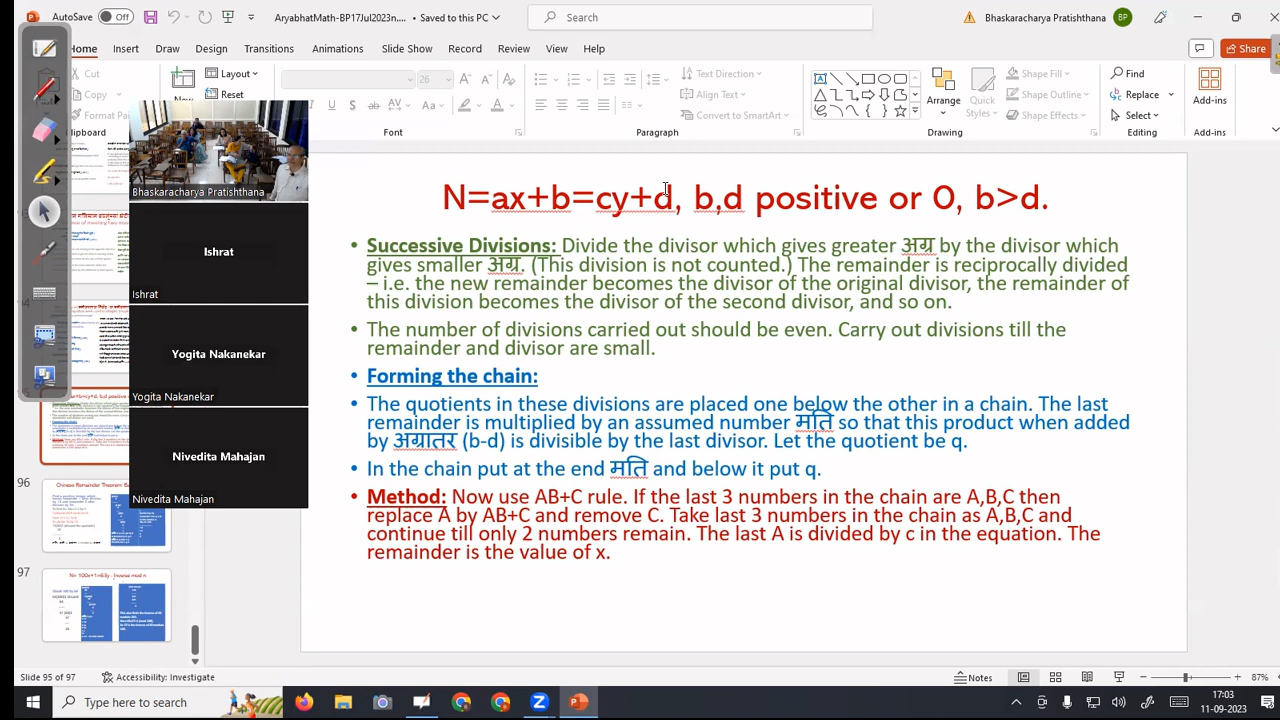 AutoSave Off AryabhatMath-BP17Jul2023n.... • Saved to this PC Search Bhaskaracharya Pratishthana BP
Home Insert Draw Design Transitions Animations Slide Show Record Review View Help Share
Cut
Copy
Format Pa
New
Layout
Reset
26
Text Direction
Align Text
Convert to SmartArt
Arrange
Quick
Styles
Shape Fill
Shape Outline
Shape Effects
Find
Replace
Select
Add-ins
Clipboard Font Paragraph Drawing Editing Add-ins
Bhaskaracharya Pratishthana
Ishrat
Ishrat
Yogita Nakanekar
Yogita Nakanekar
Nivedita Mahajan
Nivedita Mahajan
96
97
N=ax+b=cy+d, b,d positive or 0, b>d.
• Successive Divisions: Divide the divisor which gives greater अग्र by the divisor which
gives smaller अग्र. (This division is not counted.) The remainder is reciprocally divided
– i.e. the now remainder becomes the divisor of the original divisor, the remainder of
this division becomes the divisor of the second divisor, and so on.
• The number of divisions carried out should be even. Carry out divisions till the
remainder and divisor are small.
• Forming the chain:
• The quotients of these divisions are placed one below the other in a chain. The last
remainder is multiplied by an assumed number मति so that this product when added
by अग्रांतर (b-d) is divisible by the last divisor. Let the quotient be q.
• In the chain put at the end मति and below it put q.
• Method: Now use AB+C rule. If the last 3 numbers in the chain are A,B,C then
replace A by AB+C and remove C. Take last 3 numbers in the chain as A,B,C and
continue till only 2 numbers remain. The last A is divided by c in the equation. The
remainder is the value of x.
Slide 95 of 97 Accessibility: Investigate Notes 87%
Type here to search
17:03
11-09-2023